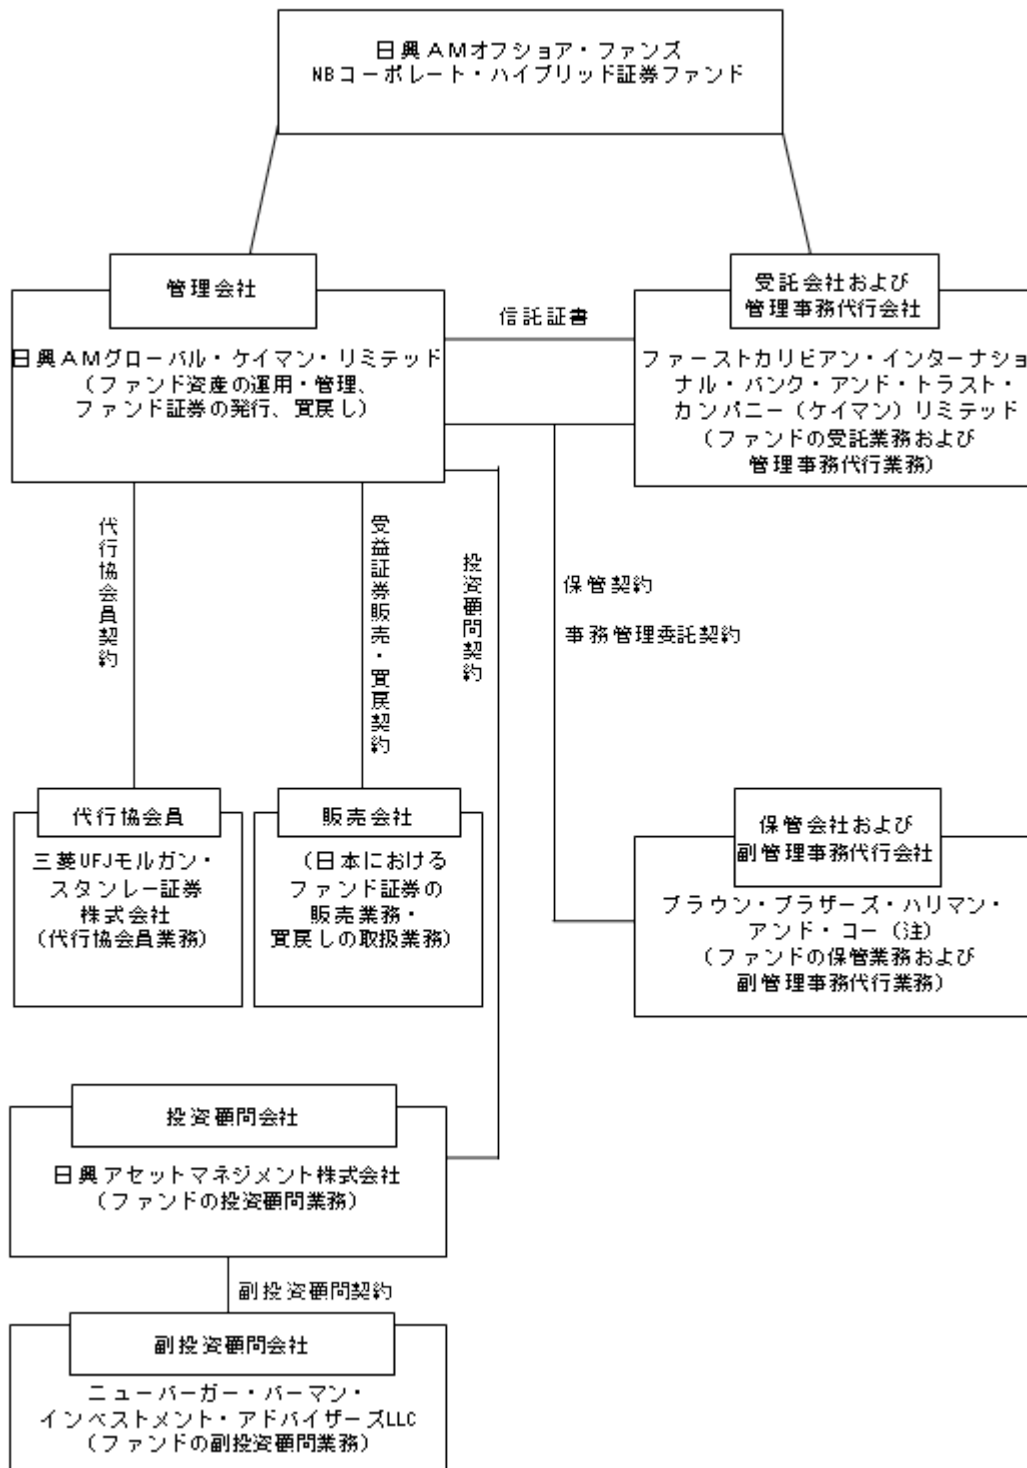 日興AMオフショア・ファンズ
NBコーポレート・ハイブリッド証券ファンド
管理会社
日興AMグローバル・ケイマン・リミテッド
（ファンド資産の運用・管理、
ファンド証券の発行、買戻し）
信託証書
受託会社および
管理事務代行会社
ファーストカリビアン・インターナショ
ナル・バンク・アンド・トラスト・
カンパニー（ケイマン）リミテッド
（ファンドの受託業務および
管理事務代行業務）
代行協会員契約
受益証券販売・買戻契約
投資顧問契約
保管契約
事務管理委託契約
代行協会員
三菱UFJモルガン・
スタンレー証券
株式会社
（代行協会員業務）
販売会社
（日本における
ファンド証券の
販売業務・
買戻しの取扱業務）
保管会社および
副管理事務代行会社
ブラウン・ブラザーズ・ハリマン・
アンド・コー（注）
（ファンドの保管業務および
副管理事務代行業務）
投資顧問会社
日興アセットマネジメント株式会社
（ファンドの投資顧問業務）
副投資顧問契約
副投資顧問会社
ニューバーガー・バーマン・
インベストメント・アドバイザーズLLC
（ファンドの副投資顧問業務）